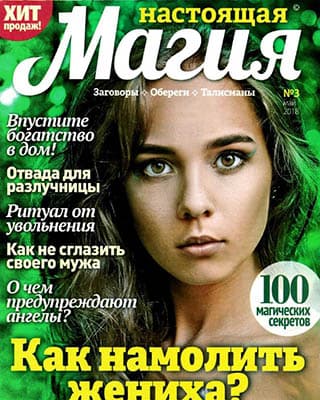 ХИТ
продаж!
настоящая
©
Магия
Заговоры ✧ Обереги ✧ Талисманы
№3
май
2018
Впустите
богатство
в дом!
Отвада для
разлучницы
Ритуал от
увольнения
Как не сглазить
своего мужа
О чем
предупреждают
ангелы?
100
магических
секретов
Как намолить
жениха?